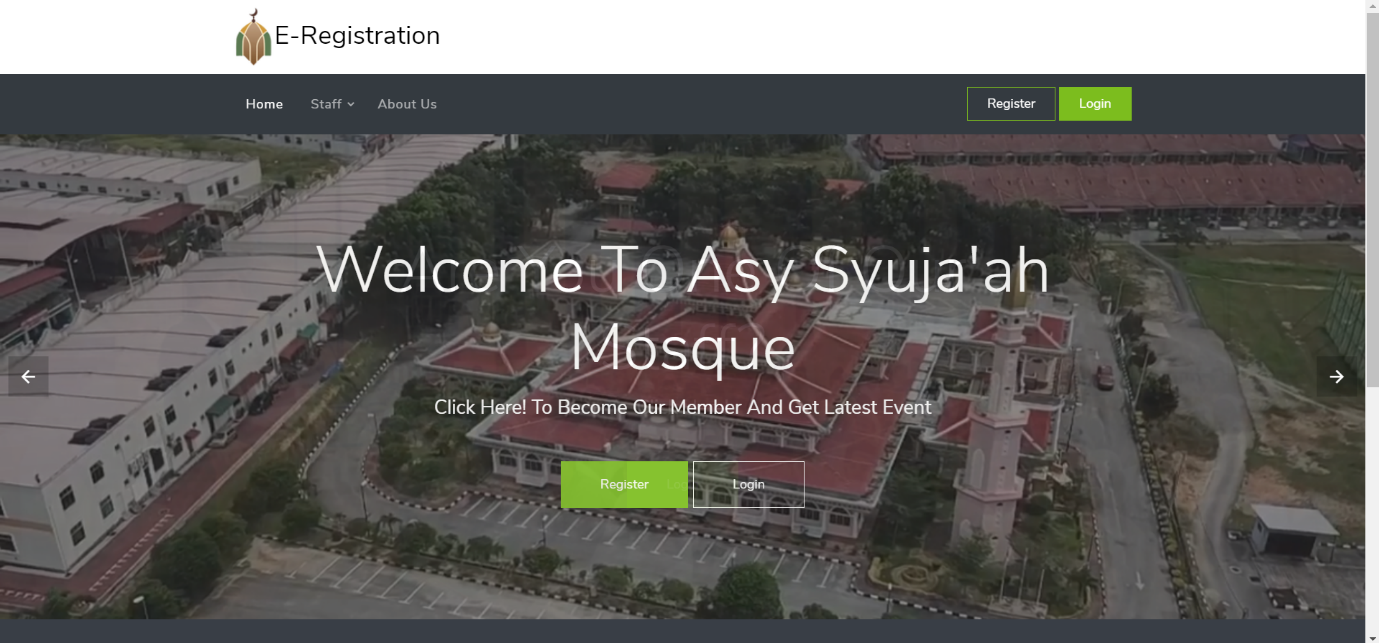 E-Registration
Home Staff About Us Register Login
Welcome To Asy Syuja'ah
Mosque
Click Here! To Become Our Member And Get Latest Event
Register Login